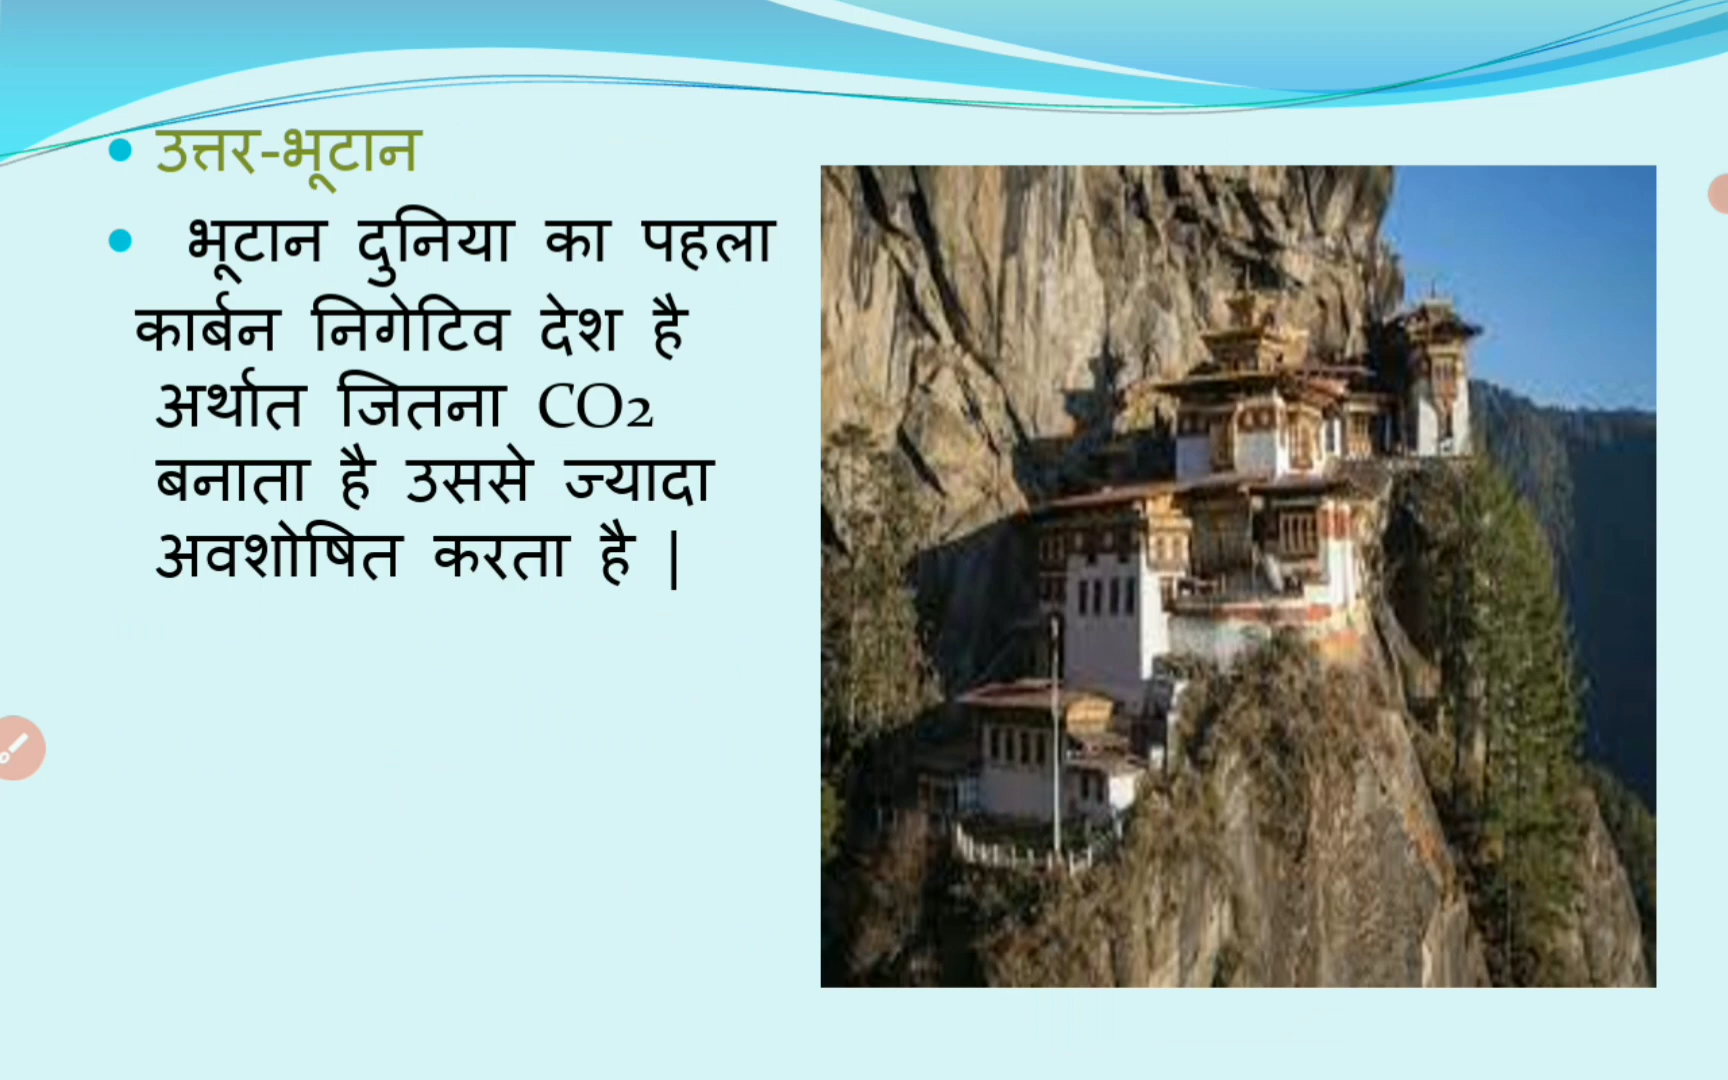 उत्तर-भूटान
भूटान दुनिया का पहला
कार्बन निगेटिव देश है
अर्थात जितना CO2
बनाता है उससे ज्यादा
अवशोषित करता है |